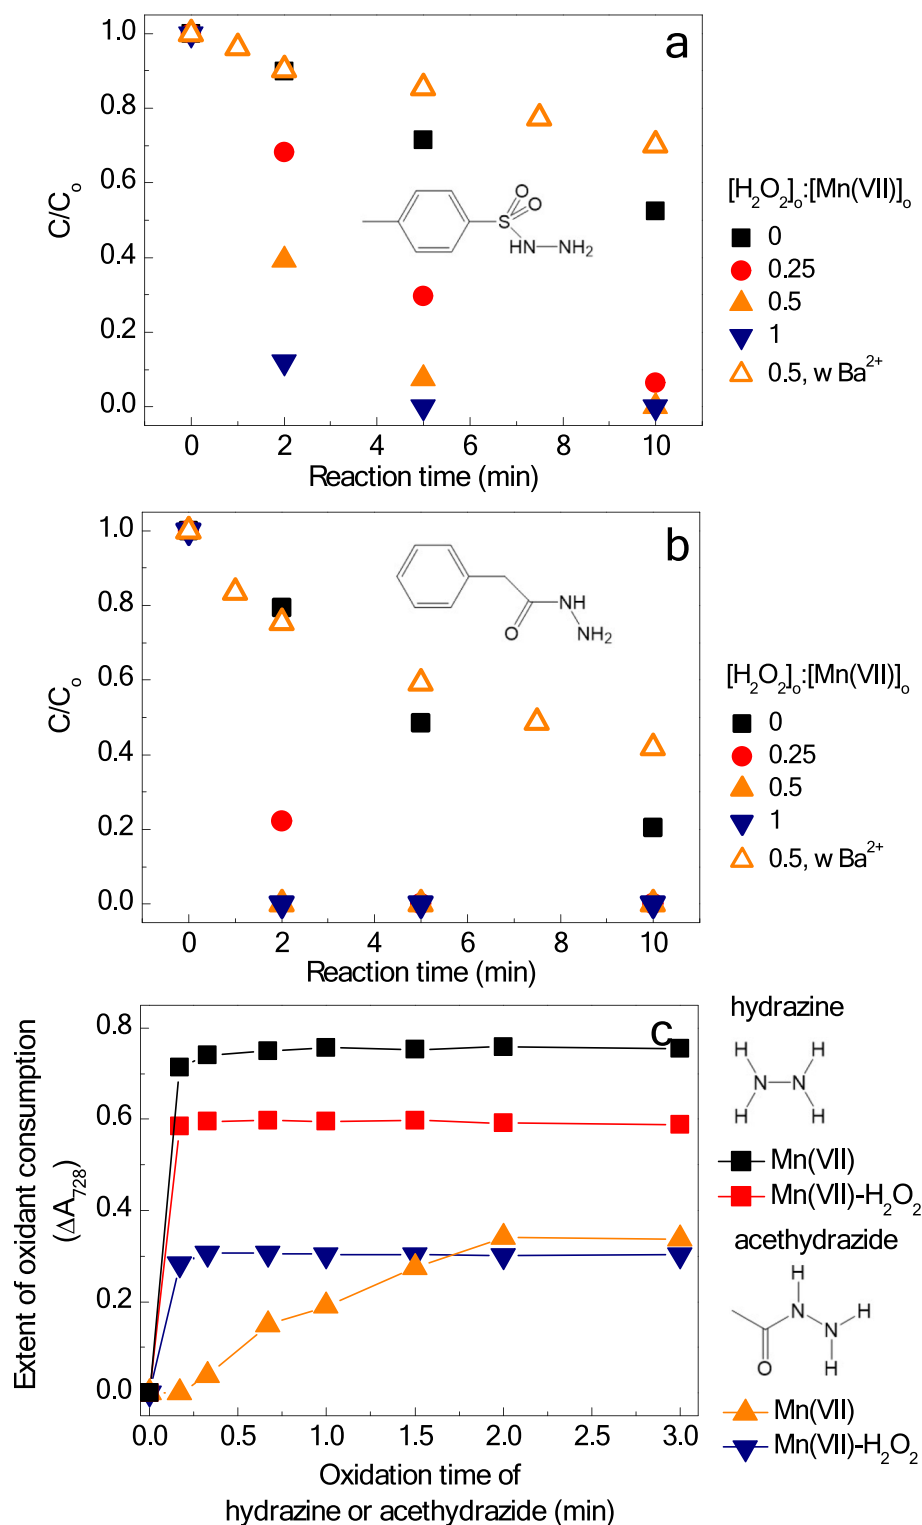 a
1.0
0.8
0.6
0.4
0.2
0.0
C/Cₒ
O
S
O
HN—NH₂
0 2 4 6 8 10
Reaction time (min)
[H₂O₂]ₒ:[Mn(VII)]ₒ
0
0.25
0.5
1
0.5, w Ba²⁺
b
1.0
0.8
0.6
0.4
0.2
0.0
C/Cₒ
NH
O
NH₂
0 2 4 6 8 10
Reaction time (min)
[H₂O₂]ₒ:[Mn(VII)]ₒ
0
0.25
0.5
1
0.5, w Ba²⁺
c
0.8
0.6
0.4
0.2
0.0
Extent of oxidant consumption
(ΔA₇₂₈)
0.0 0.5 1.0 1.5 2.0 2.5 3.0
Oxidation time of
hydrazine or acethydrazide (min)
hydrazine
H H
N—N
H H
Mn(VII)
Mn(VII)-H₂O₂
acethydrazide
H
N H
N
O H
Mn(VII)
Mn(VII)-H₂O₂